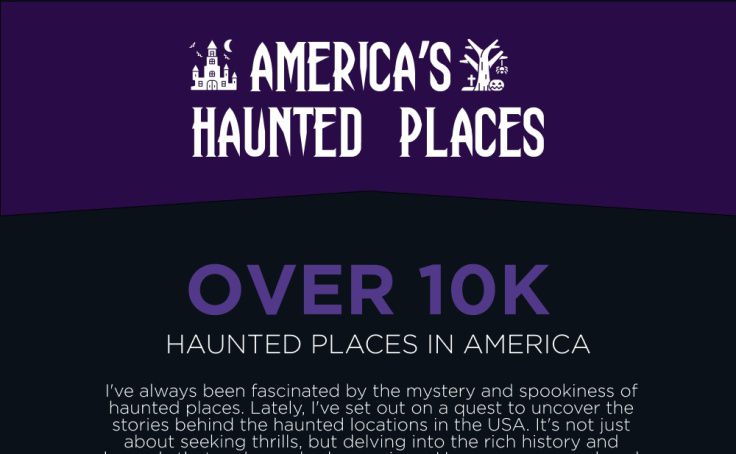 AMERICA'S
HAUNTED PLACES
OVER 10K
HAUNTED PLACES IN AMERICA
I've always been fascinated by the mystery and spookiness of
haunted places. Lately, I've set out on a quest to uncover the
stories behind the haunted locations in the USA. It's not just
about seeking thrills, but delving into the rich history and